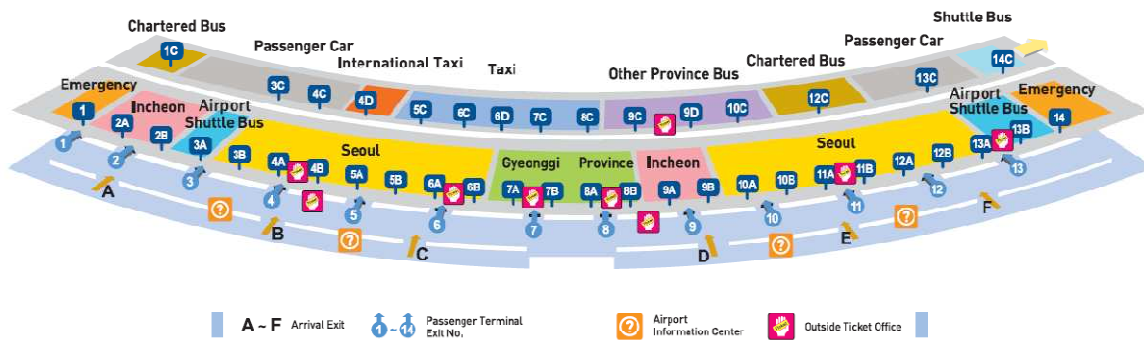 Chartered Bus
1C
Passenger Car
3C
4C
International Taxi
4D
Taxi
5C
6C
6D
7C
8C
Other Province Bus
9C
9D
10C
Chartered Bus
12C
Passenger Car
13C
Shuttle Bus
14C
Emergency
1
Incheon
2A
2B
Airport
Shuttle Bus
3A
3B
Seoul
4A
4B
5A
5B
6A
6B
Gyeonggi Province
7A
7B
8A
8B
Incheon
9A
9B
Seoul
10A
10B
11A
11B
12A
12B
Airport
Shuttle Bus
13A
13B
Emergency
14
1
2
3
4
5
6
7
8
9
10
11
12
13
A
B
C
D
E
F
?
?
?
?
A ~ F Arrival Exit
1 ~ 14 Passenger Terminal
Exit No.
? Airport
Information Center
Outside Ticket Office